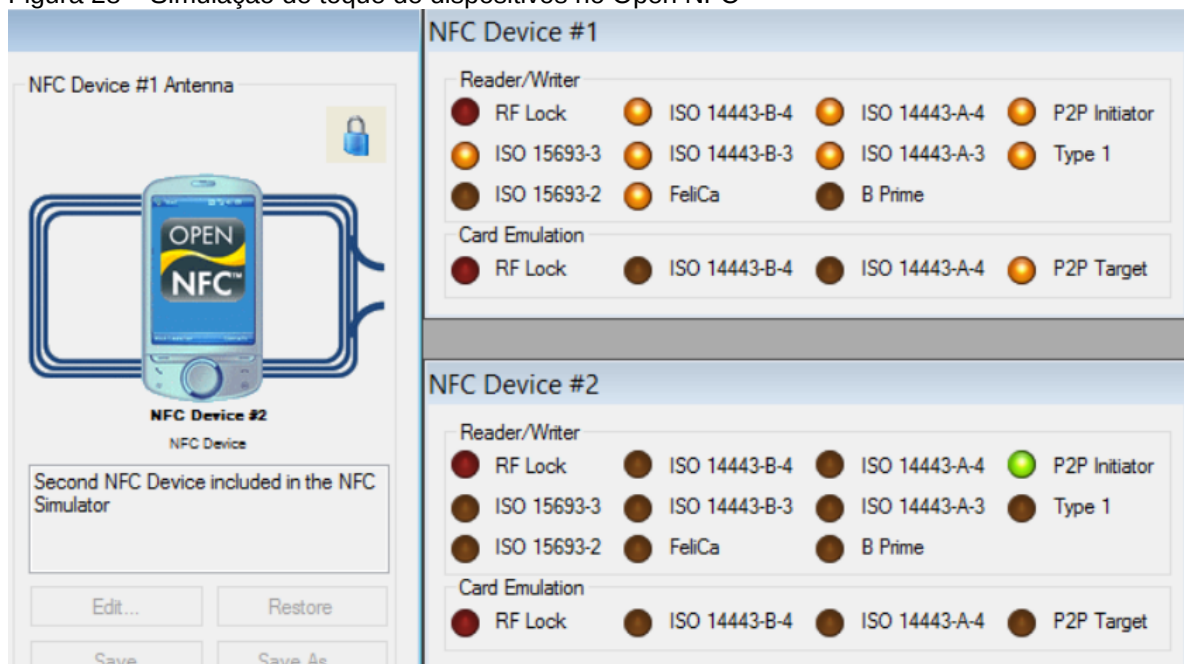 Figura 28 – Simulação de toque de dispositivos no Open NFC
NFC Device #1 Antenna
OPEN
NFC™
NFC Device #2
NFC Device
Second NFC Device included in the NFC
Simulator
Edit... Restore
Save Save As...
NFC Device #1
Reader/Writer
RF Lock ISO 14443-B-4 ISO 14443-A-4 P2P Initiator
ISO 15693-3 ISO 14443-B-3 ISO 14443-A-3 Type 1
ISO 15693-2 FeliCa B Prime
Card Emulation
RF Lock ISO 14443-B-4 ISO 14443-A-4 P2P Target
NFC Device #2
Reader/Writer
RF Lock ISO 14443-B-4 ISO 14443-A-4 P2P Initiator
ISO 15693-3 ISO 14443-B-3 ISO 14443-A-3 Type 1
ISO 15693-2 FeliCa B Prime
Card Emulation
RF Lock ISO 14443-B-4 ISO 14443-A-4 P2P Target